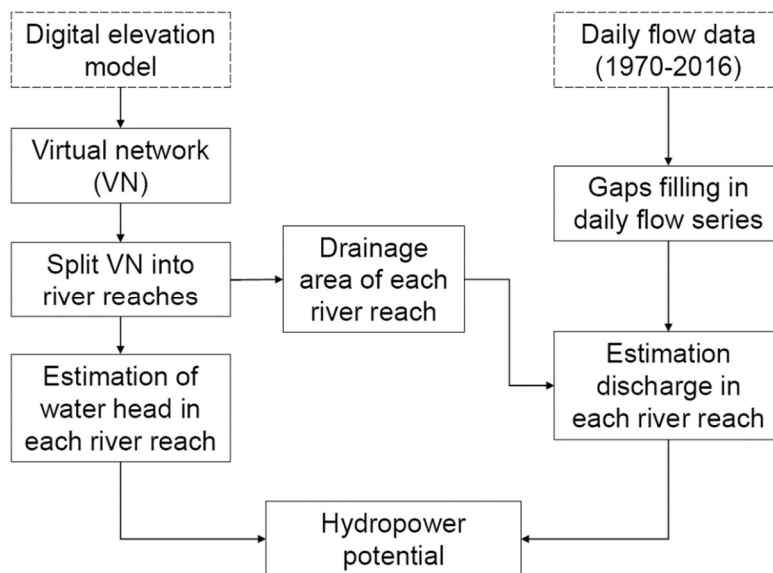 Digital elevation
model
Daily flow data
(1970-2016)
Virtual network
(VN)
Gaps filling in
daily flow series
Split VN into
river reaches
Drainage
area of each
river reach
Estimation of
water head in
each river reach
Estimation
discharge in
each river reach
Hydropower
potential